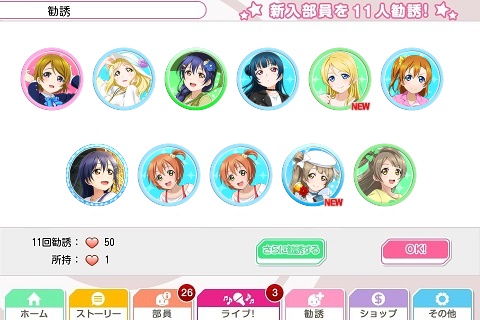 勧誘
新入部員を11人勧誘!
NEW
NEW
11回勧誘: 50
所持: 1
さらに勧誘する
OK!
26
3
ホーム
ストーリー
部員
ライブ!
勧誘
ショップ
その他